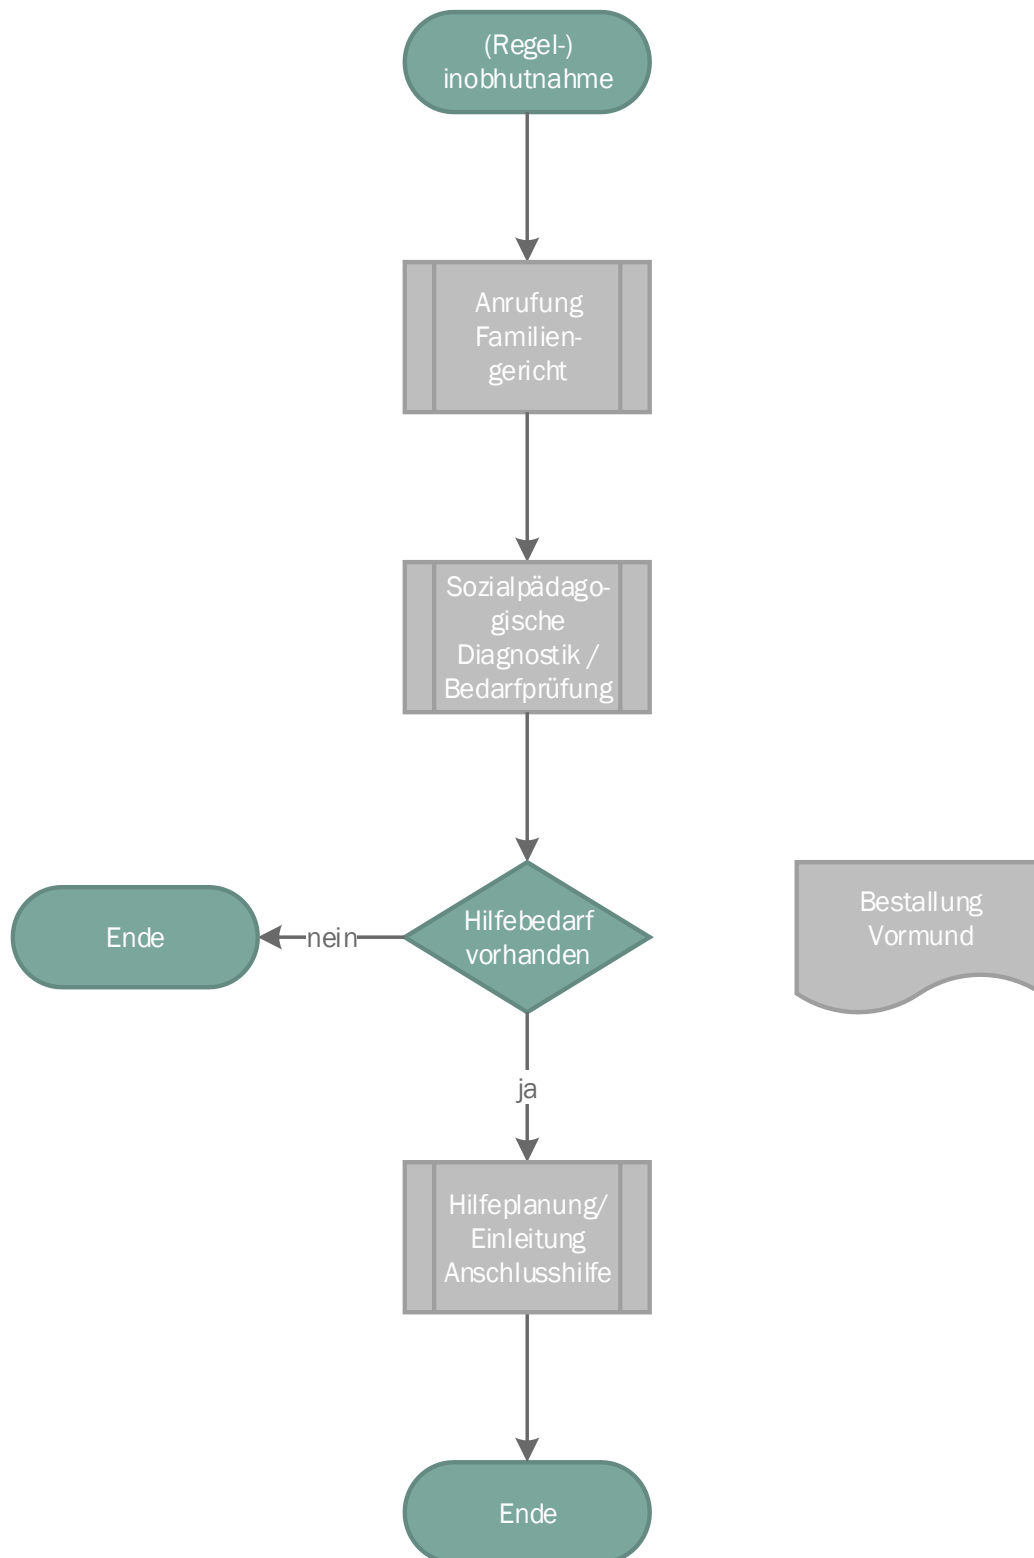 (Regel-)
inobhutnahme
Anrufung
Familien-
gericht
Sozialpädago-
gische
Diagnostik /
Bedarfprüfung
Ende
nein
Hilfebedarf
vorhanden
Bestallung
Vormund
ja
Hilfeplanung/
Einleitung
Anschlusshilfe
Ende